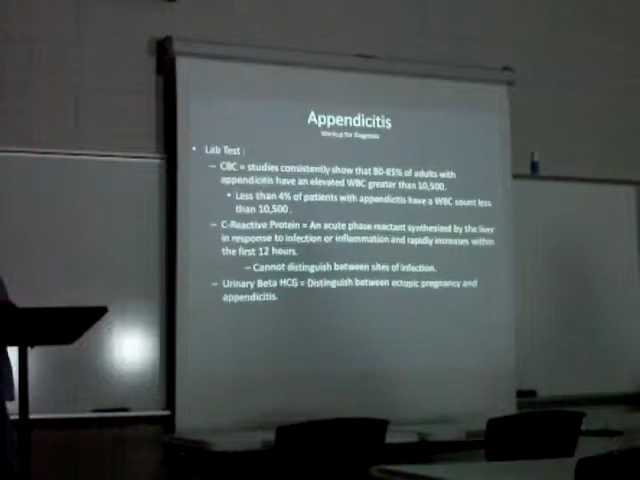 Appendicitis
Workup for Diagnosis
• Lab Test :
– CBC = studies consistently show that 80-85% of adults with
appendicitis have an elevated WBC greater than 10,500.
• Less than 4% of patients with appendicitis have a WBC count less
than 10,500 .
– C-Reactive Protein = An acute phase reactant synthesized by the liver
in response to infection or inflammation and rapidly increases within
the first 12 hours.
– Cannot distinguish between sites of infection.
– Urinary Beta HCG = Distinguish between ectopic pregnancy and
appendicitis.